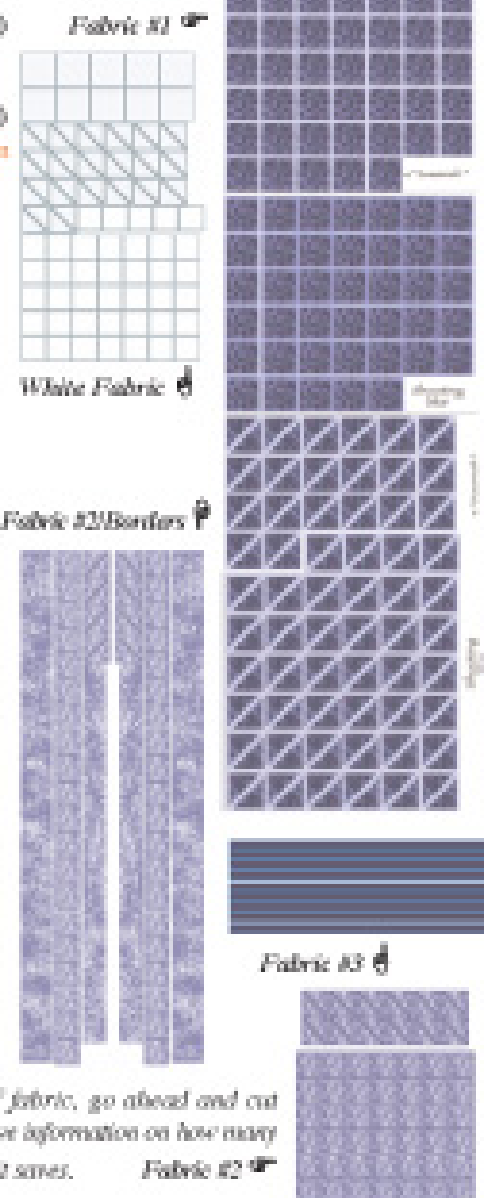 Fabric #1
White Fabric
Fabric #2/Borders
Fabric #3
fabric, go ahead and cut
information on how many
saves.
Fabric #2